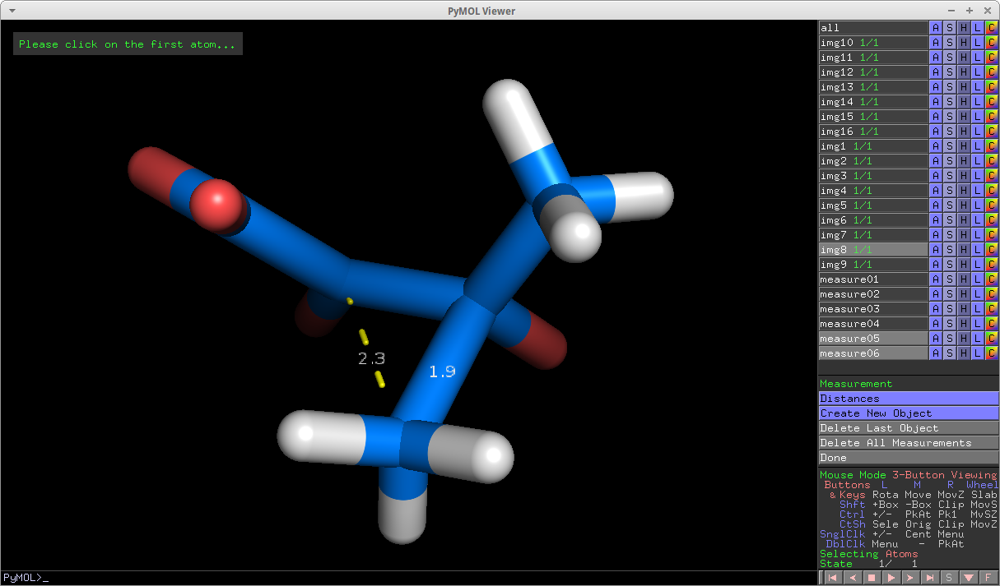 PyMOL Viewer
Please click on the first atom...
2.3
1.9
all A S H L C
img10 1/1 A S H L C
img11 1/1 A S H L C
img12 1/1 A S H L C
img13 1/1 A S H L C
img14 1/1 A S H L C
img15 1/1 A S H L C
img16 1/1 A S H L C
img1 1/1 A S H L C
img2 1/1 A S H L C
img3 1/1 A S H L C
img4 1/1 A S H L C
img5 1/1 A S H L C
img6 1/1 A S H L C
img7 1/1 A S H L C
img8 1/1 A S H L C
img9 1/1 A S H L C
measure01 A S H L C
measure02 A S H L C
measure03 A S H L C
measure04 A S H L C
measure05 A S H L C
measure06 A S H L C
Measurement
Distances
Create New Object
Delete Last Object
Delete All Measurements
Done
Mouse Mode 3-Button Viewing
Buttons L M R Wheel
& Keys Rota Move MovZ Slab
Shft +Box -Box Clip MovS
Ctrl +/- PkAt Pk1 MvSZ
CtSh Sele Orig Clip MovZ
SnglClk +/- Cent Menu
DblClk Menu - PkAt
Selecting Atoms
State 1/ 1
S F
PyMOL>_